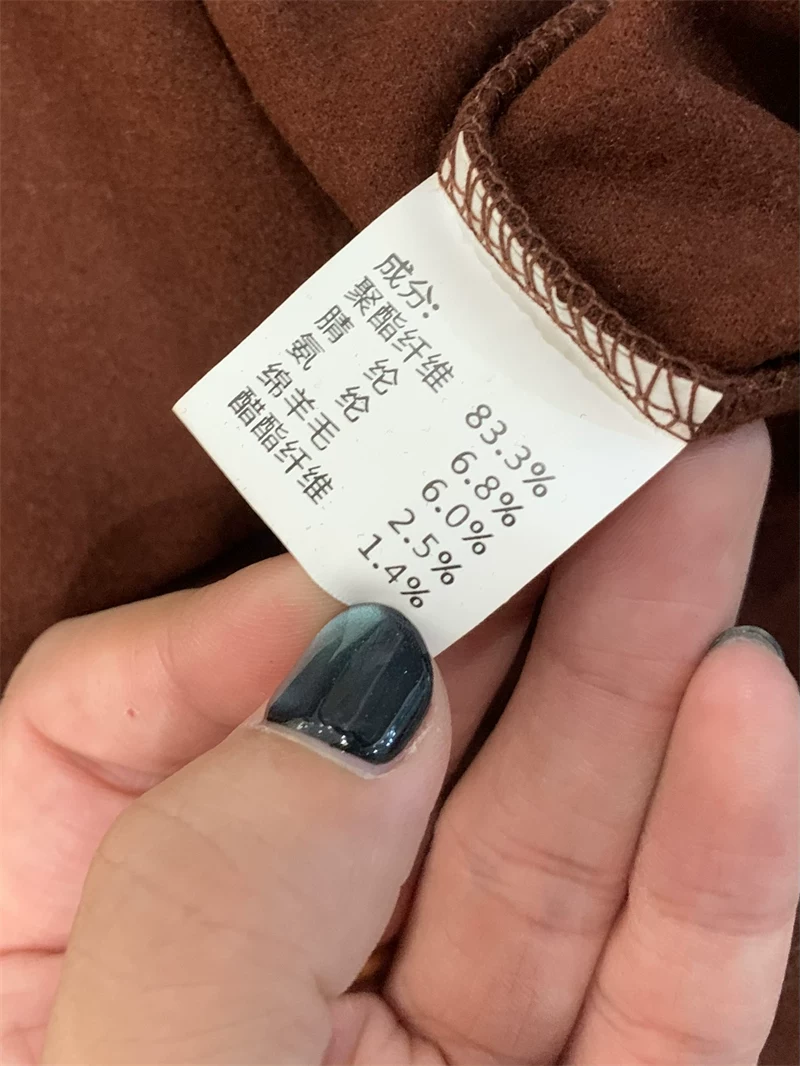 成分:
聚酯纤维 83.3%
腈 纶 6.8%
氨 纶 6.0%
绵羊毛 2.5%
醋酯纤维 1.4%